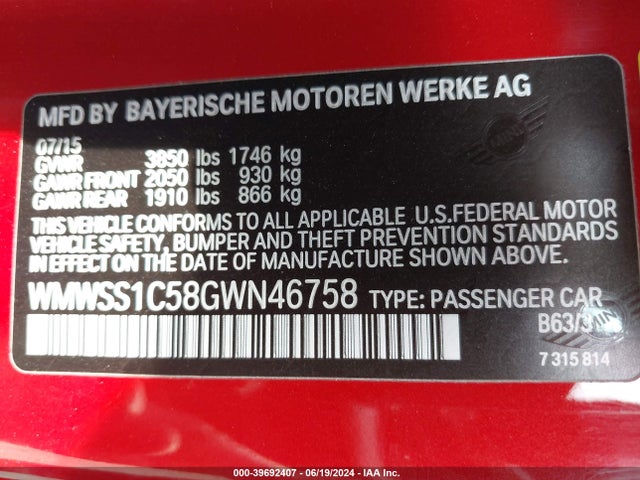 MFD BY BAYERISCHE MOTOREN WERKE AG
07/15
GVWR 3850 lbs 1746 kg
GAWR FRONT 2050 lbs 930 kg
GAWR REAR 1910 lbs 866 kg
THIS VEHICLE CONFORMS TO ALL APPLICABLE U.S.FEDERAL MOTOR
VEHICLE SAFETY, BUMPER AND THEFT PREVENTION STANDARDS
IN EFFECT ON THE DATE OF MANUFACTURE SHOWN ABOVE.
WMWSS1C58GWN46758 TYPE: PASSENGER CAR
B63/3
7 315 814
000-39692407 - 06/19/2024 - IAA Inc.